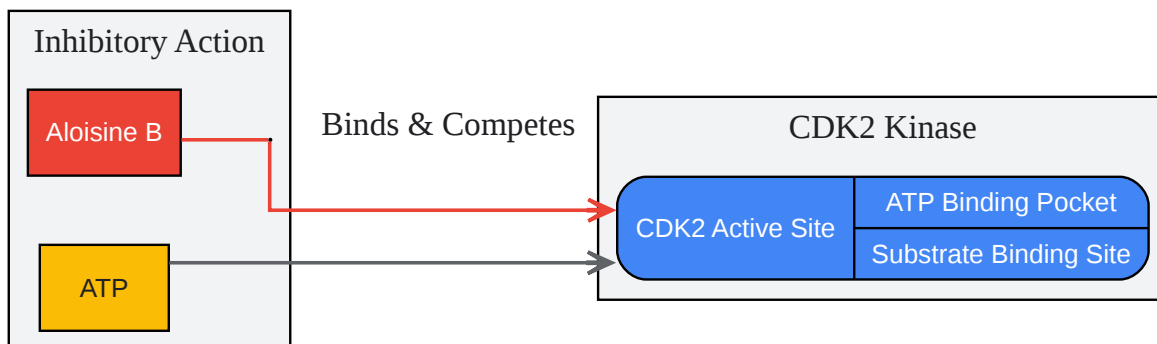 Inhibitory Action
Aloisine B
ATP
Binds & Competes
CDK2 Kinase
CDK2 Active Site
ATP Binding Pocket
Substrate Binding Site